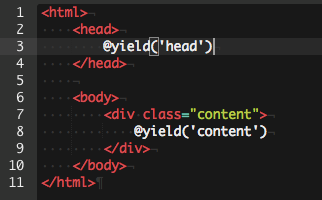 1 <html>
2 <head>
3 @yield('head')
4 </head>
5
6 <body>
7 <div class="content">
8 @yield('content')
9 </div>
10 </body>
11 </html>¶